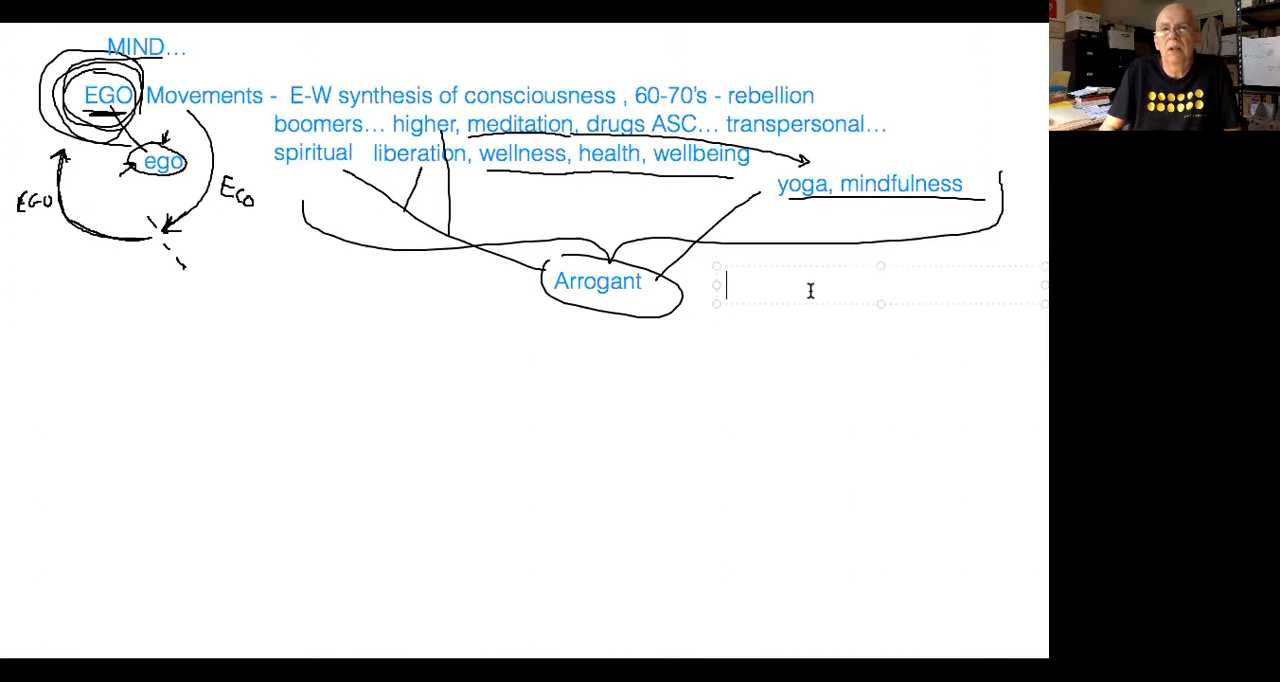 MIND...
EGO Movements - E-W synthesis of consciousness , 60-70's - rebellion
boomers... higher, meditation, drugs ASC... transpersonal...
spiritual liberation, wellness, health, wellbeing
ego
yoga, mindfulness
EGO
ECO
Arrogant